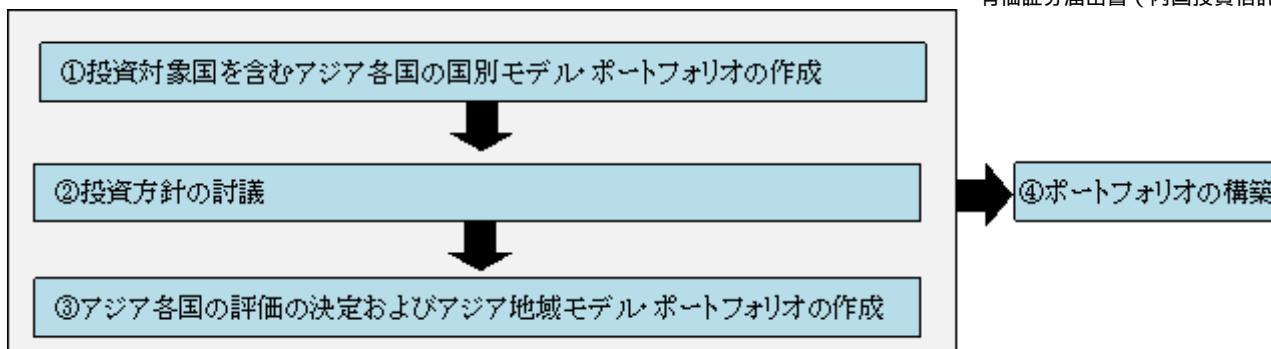 有価証券届出書（内国投資信託
①投資対象国を含むアジア各国の国別モデル・ポートフォリオの作成
②投資方針の討議
④ポートフォリオの構築
③アジア各国の評価の決定およびアジア地域モデル・ポートフォリオの作成